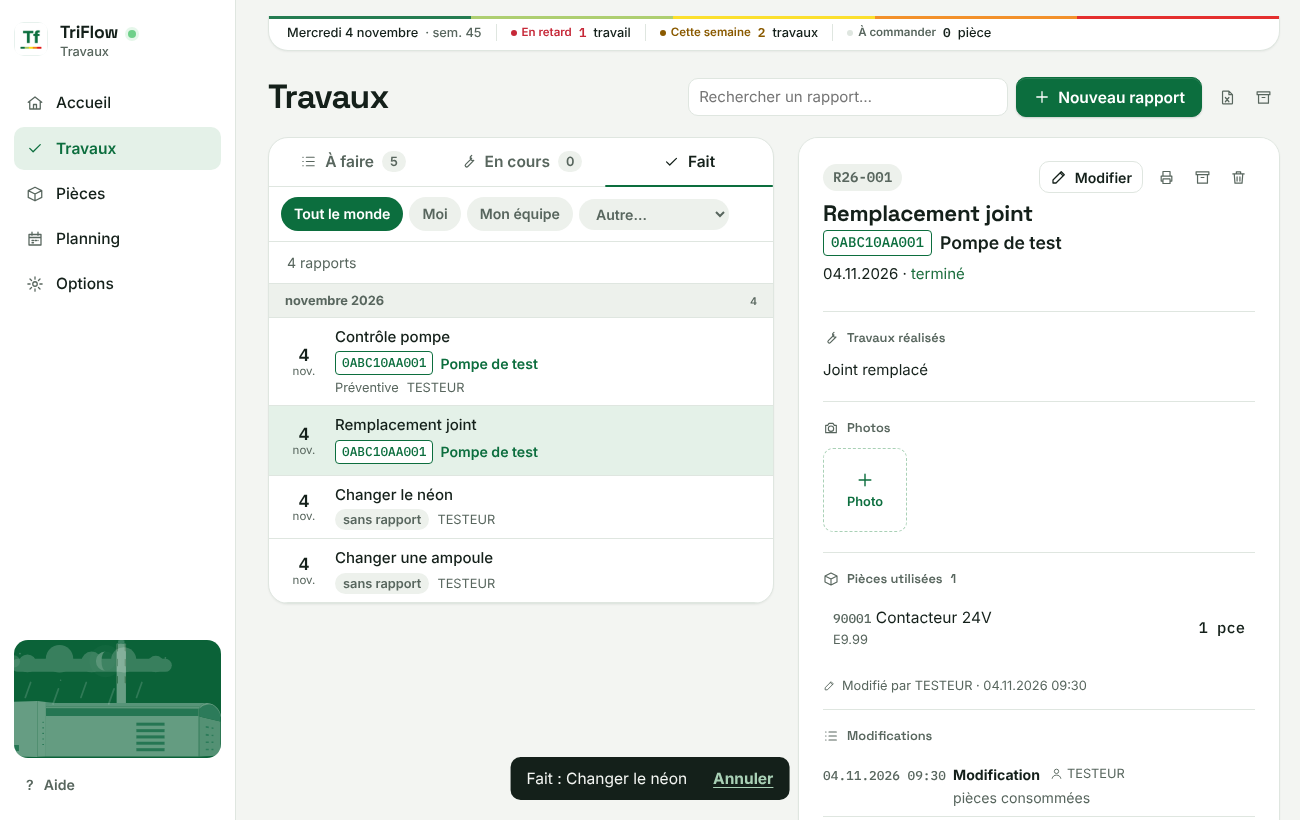 Tf
TriFlow
Travaux
Accueil
Travaux
Pièces
Planning
Options
? Aide
Mercredi 4 novembre · sem. 45
En retard 1 travail
Cette semaine 2 travaux
À commander 0 pièce
Travaux
Rechercher un rapport...
+ Nouveau rapport
À faire 5
En cours 0
Fait
Tout le monde
Moi
Mon équipe
Autre...
4 rapports
novembre 2026 4
4 nov.
Contrôle pompe
0ABC10AA001 Pompe de test
Préventive TESTEUR
4 nov.
Remplacement joint
0ABC10AA001 Pompe de test
4 nov.
Changer le néon
sans rapport TESTEUR
4 nov.
Changer une ampoule
sans rapport TESTEUR
R26-001
Modifier
Remplacement joint
0ABC10AA001 Pompe de test
04.11.2026 · terminé
Travaux réalisés
Joint remplacé
Photos
+
Photo
Pièces utilisées 1
90001 Contacteur 24V
E9.99
1 pce
Modifié par TESTEUR · 04.11.2026 09:30
Modifications
04.11.2026 09:30 Modification TESTEUR
pièces consommées
Fait : Changer le néon Annuler